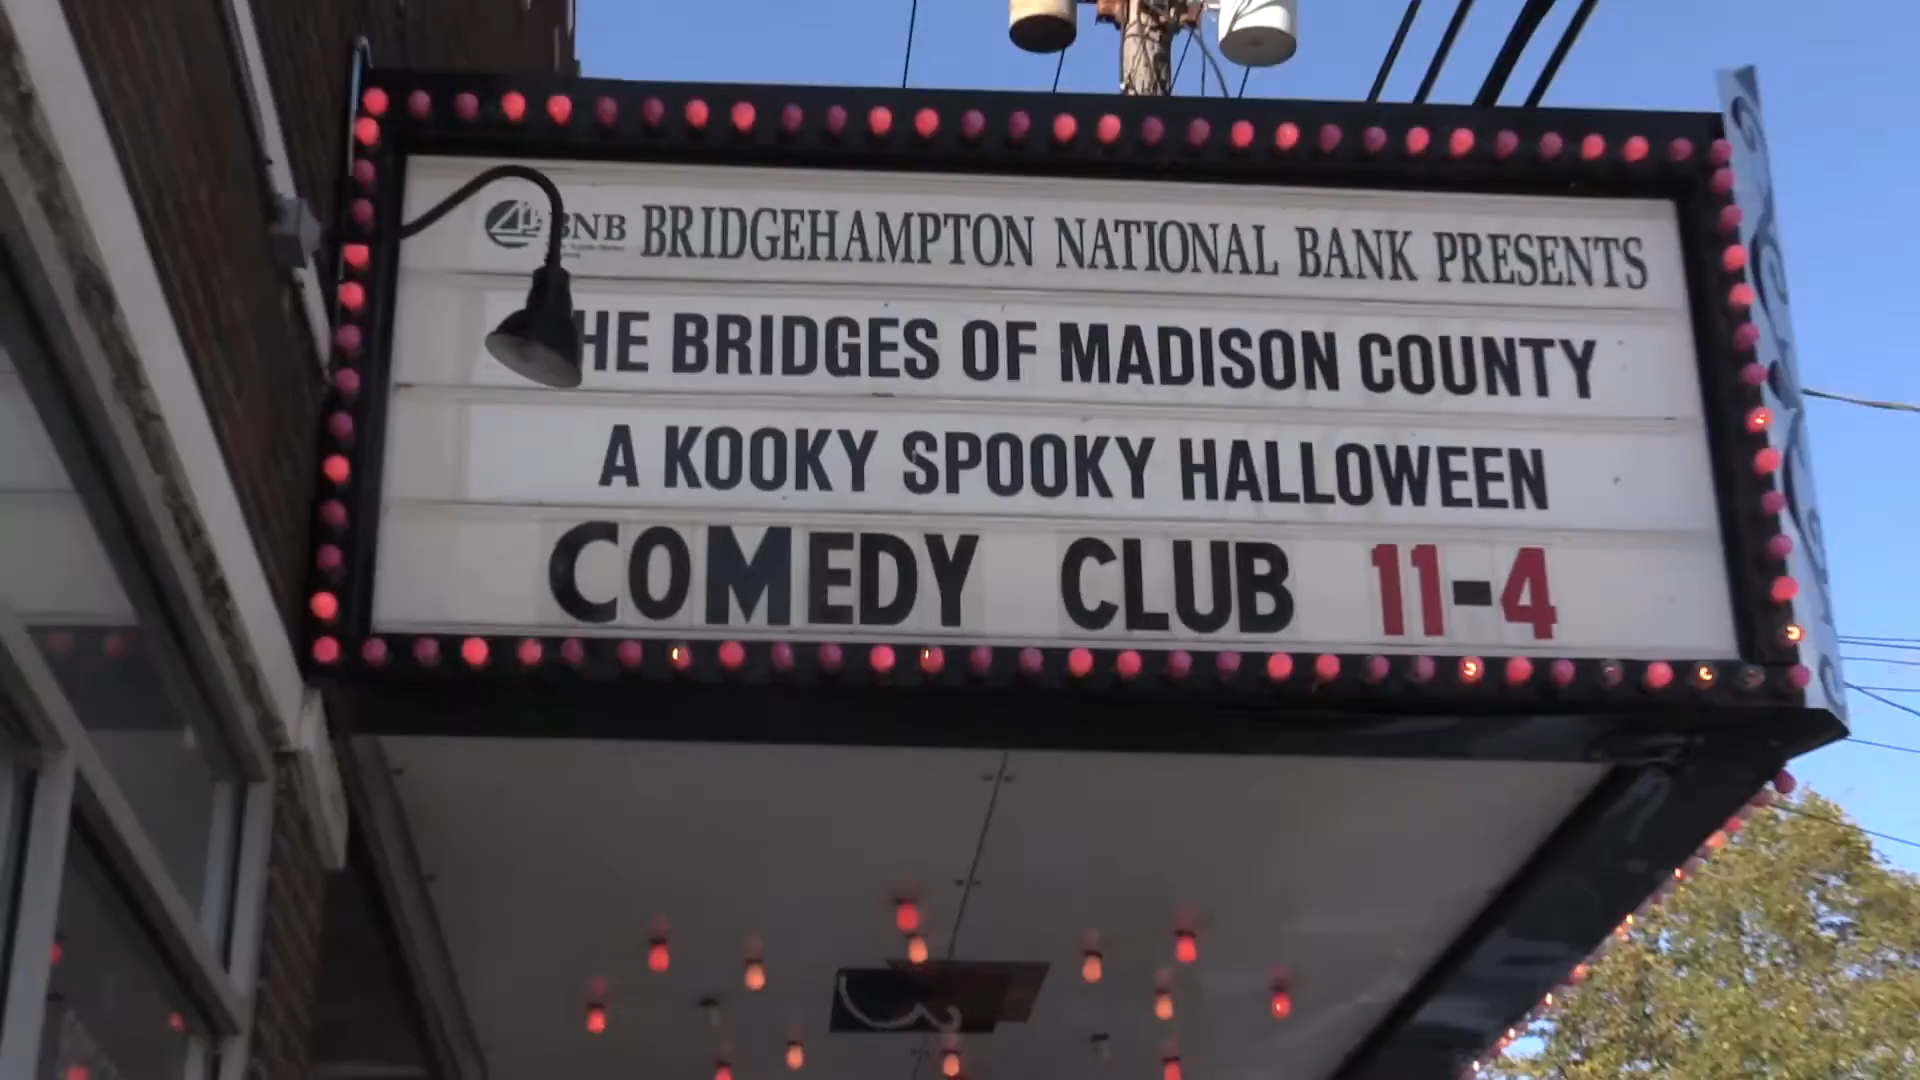 BNB BRIDGEHAMPTON NATIONAL BANK PRESENTS
HE BRIDGES OF MADISON COUNTY
A KOOKY SPOOKY HALLOWEEN
COMEDY CLUB 11-4